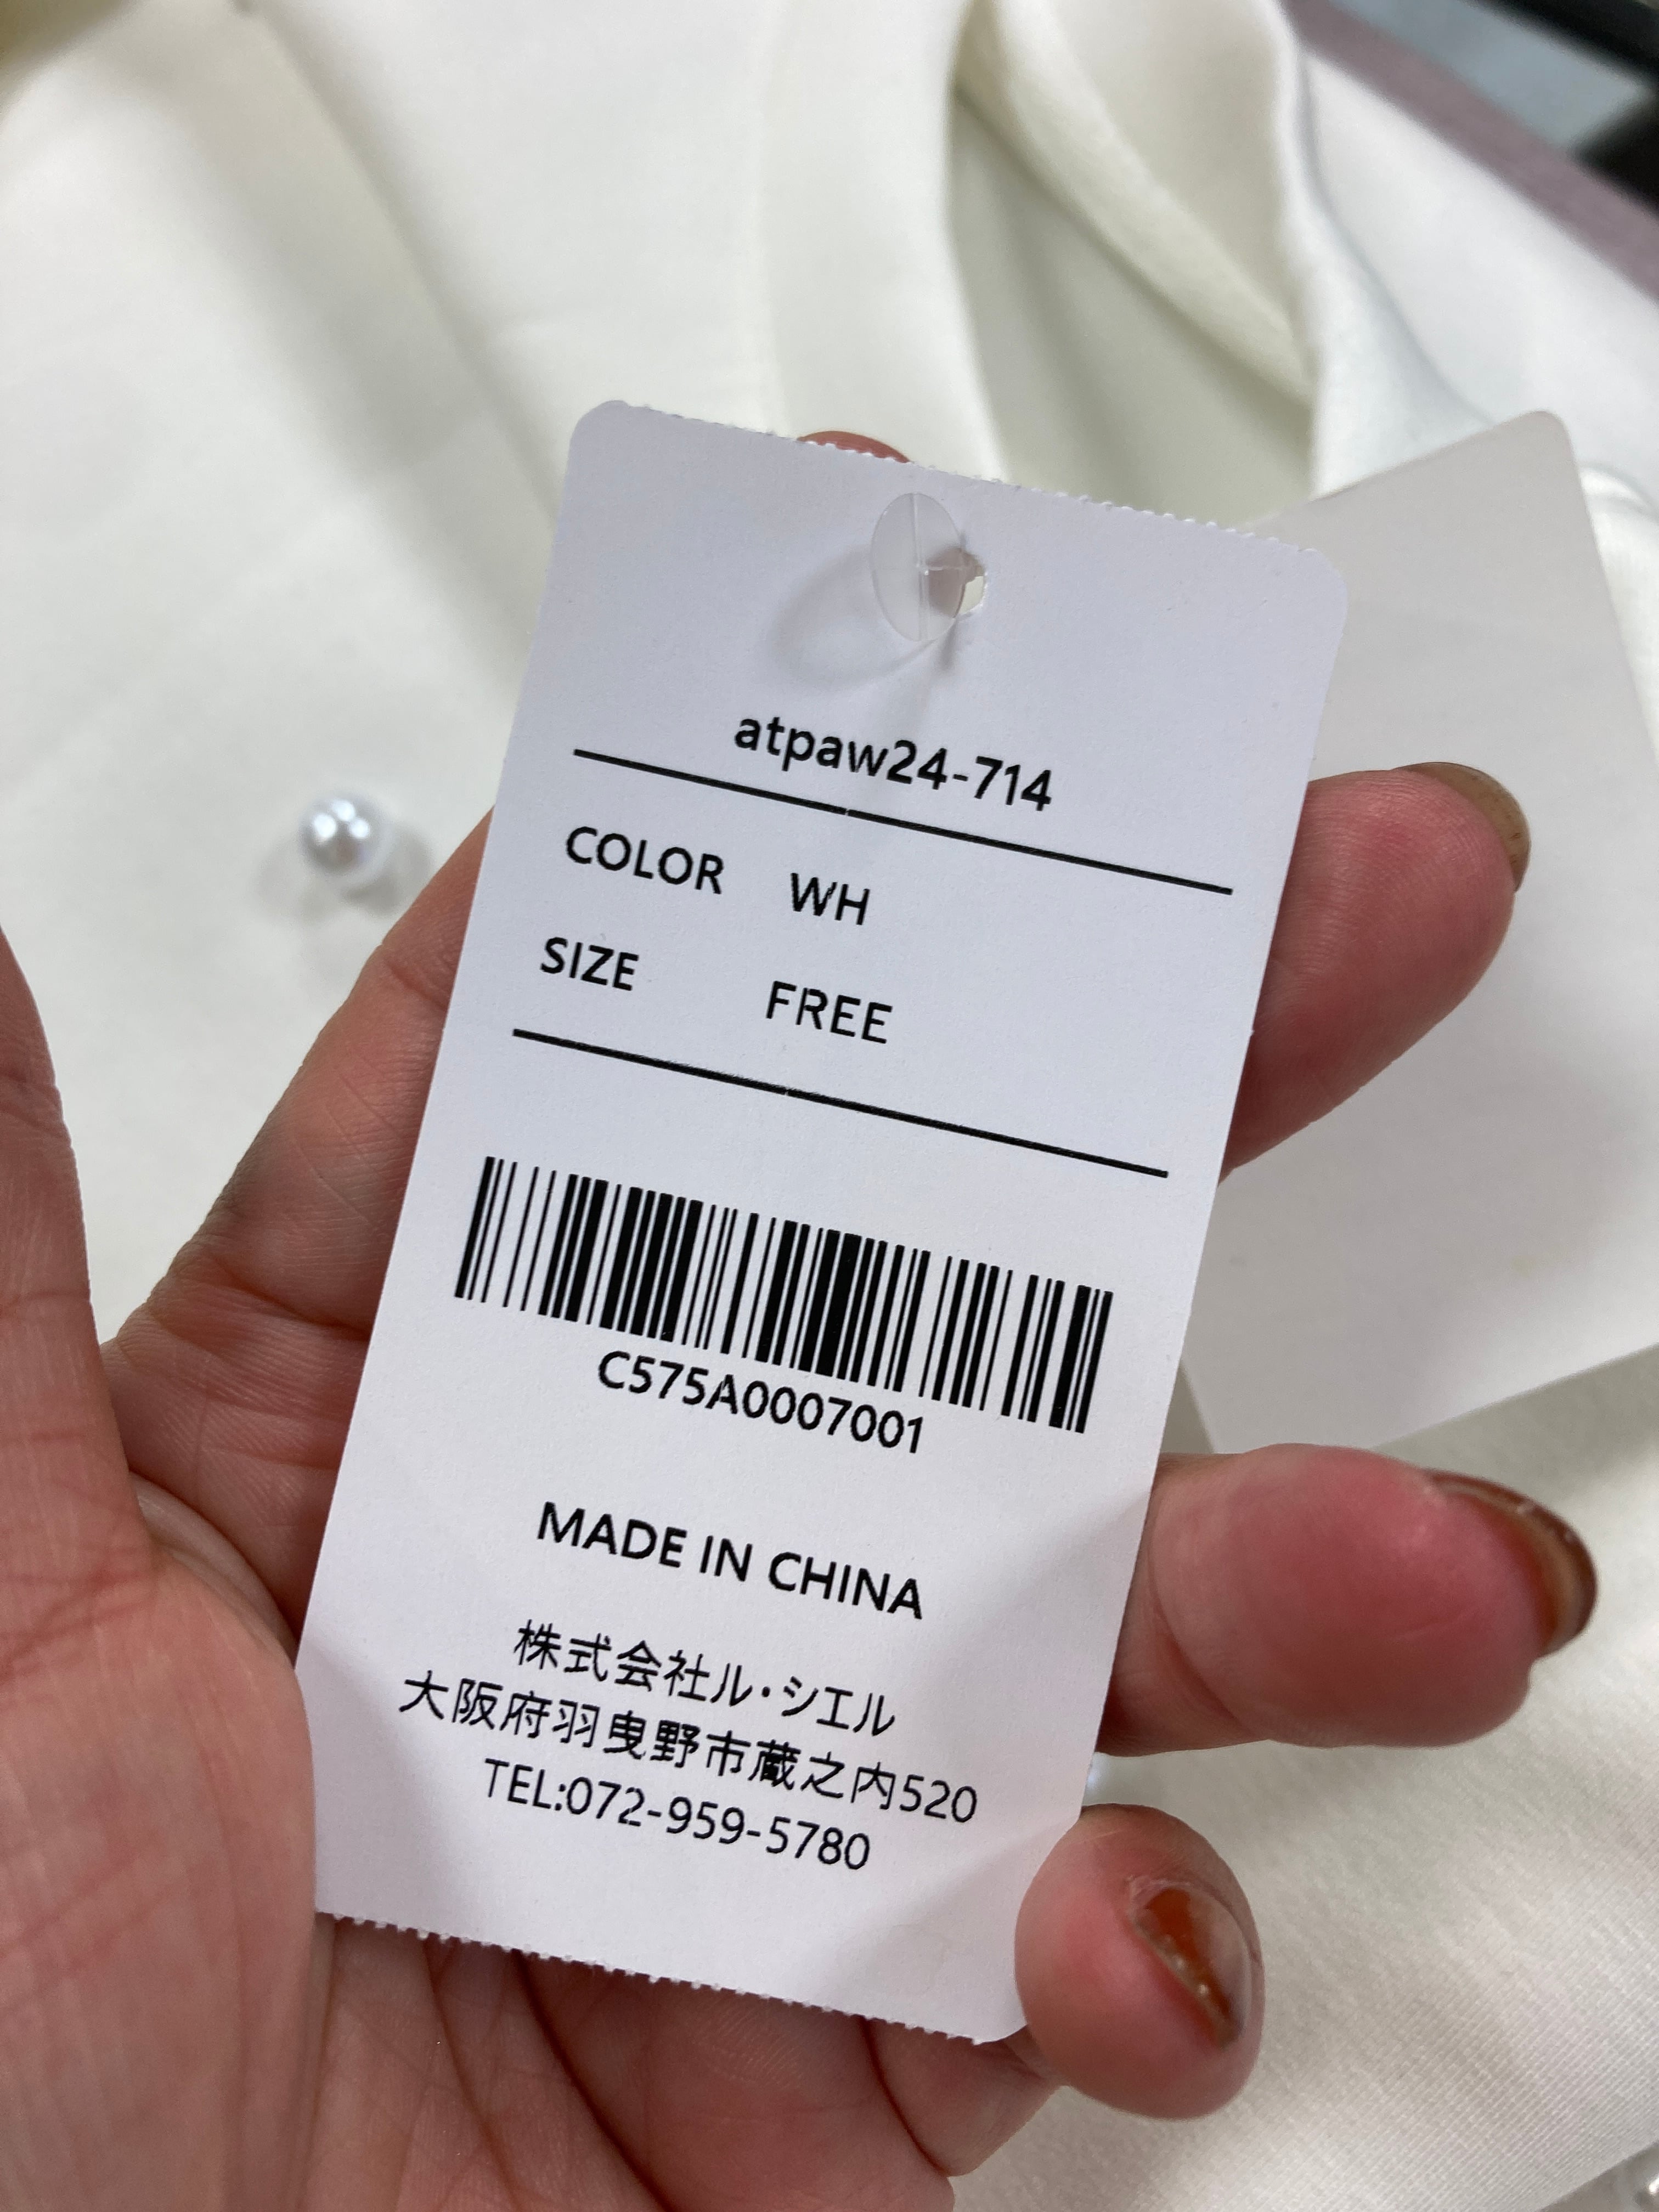 atpaw24-714
COLOR WH
SIZE FREE
C575A0007001
MADE IN CHINA
株式会社ル・シエル
大阪府羽曳野市蔵之内520
TEL:072-959-5780